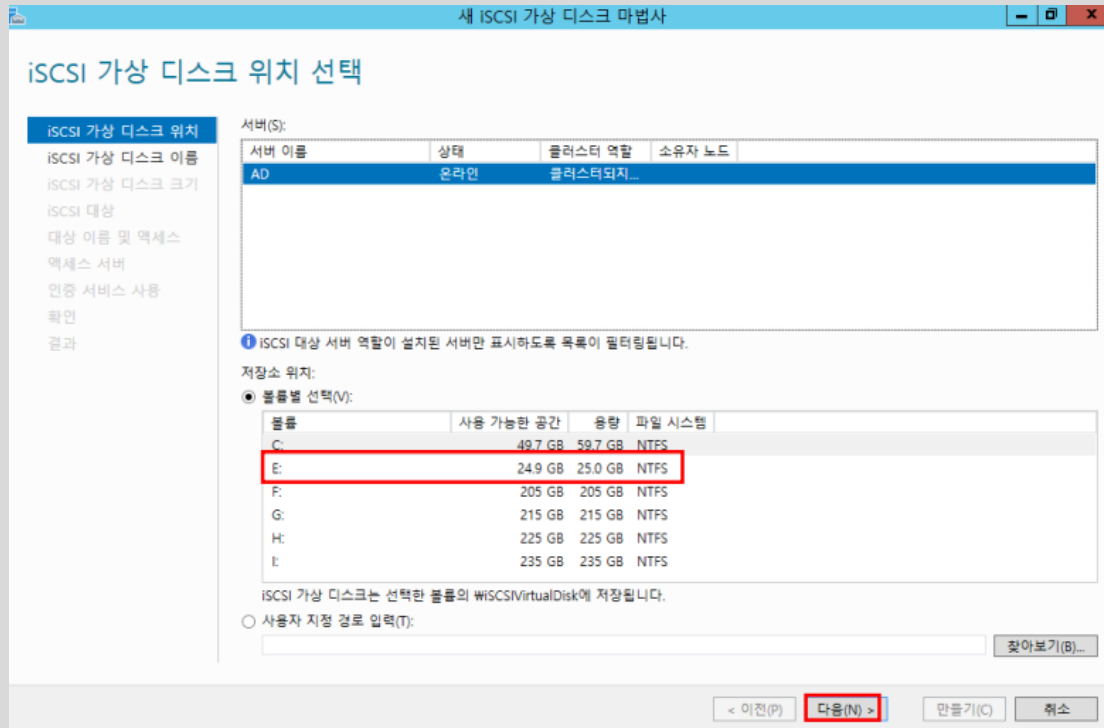 새 iSCSI 가상 디스크 마법사
iSCSI 가상 디스크 위치 선택
iSCSI 가상 디스크 위치
iSCSI 가상 디스크 이름
iSCSI 가상 디스크 크기
iSCSI 대상
대상 이름 및 액세스
액세스 서버
인증 서비스 사용
확인
결과
서버(S):
서버 이름 상태 클러스터 역할 소유자 노드
AD 온라인 클러스터되지...
iSCSI 대상 서버 역할이 설치된 서버만 표시하도록 목록이 필터링됩니다.
저장소 위치:
볼륨별 선택(V):
볼륨 사용 가능한 공간 용량 파일 시스템
C: 49.7 GB 59.7 GB NTFS
E: 24.9 GB 25.0 GB NTFS
F: 205 GB 205 GB NTFS
G: 215 GB 215 GB NTFS
H: 225 GB 225 GB NTFS
I: 235 GB 235 GB NTFS
iSCSI 가상 디스크는 선택한 볼륨의 ₩iSCSIVirtualDisk에 저장됩니다.
사용자 지정 경로 입력(T):
찾아보기(B)...
< 이전(P) 다음(N) > 만들기(C) 취소